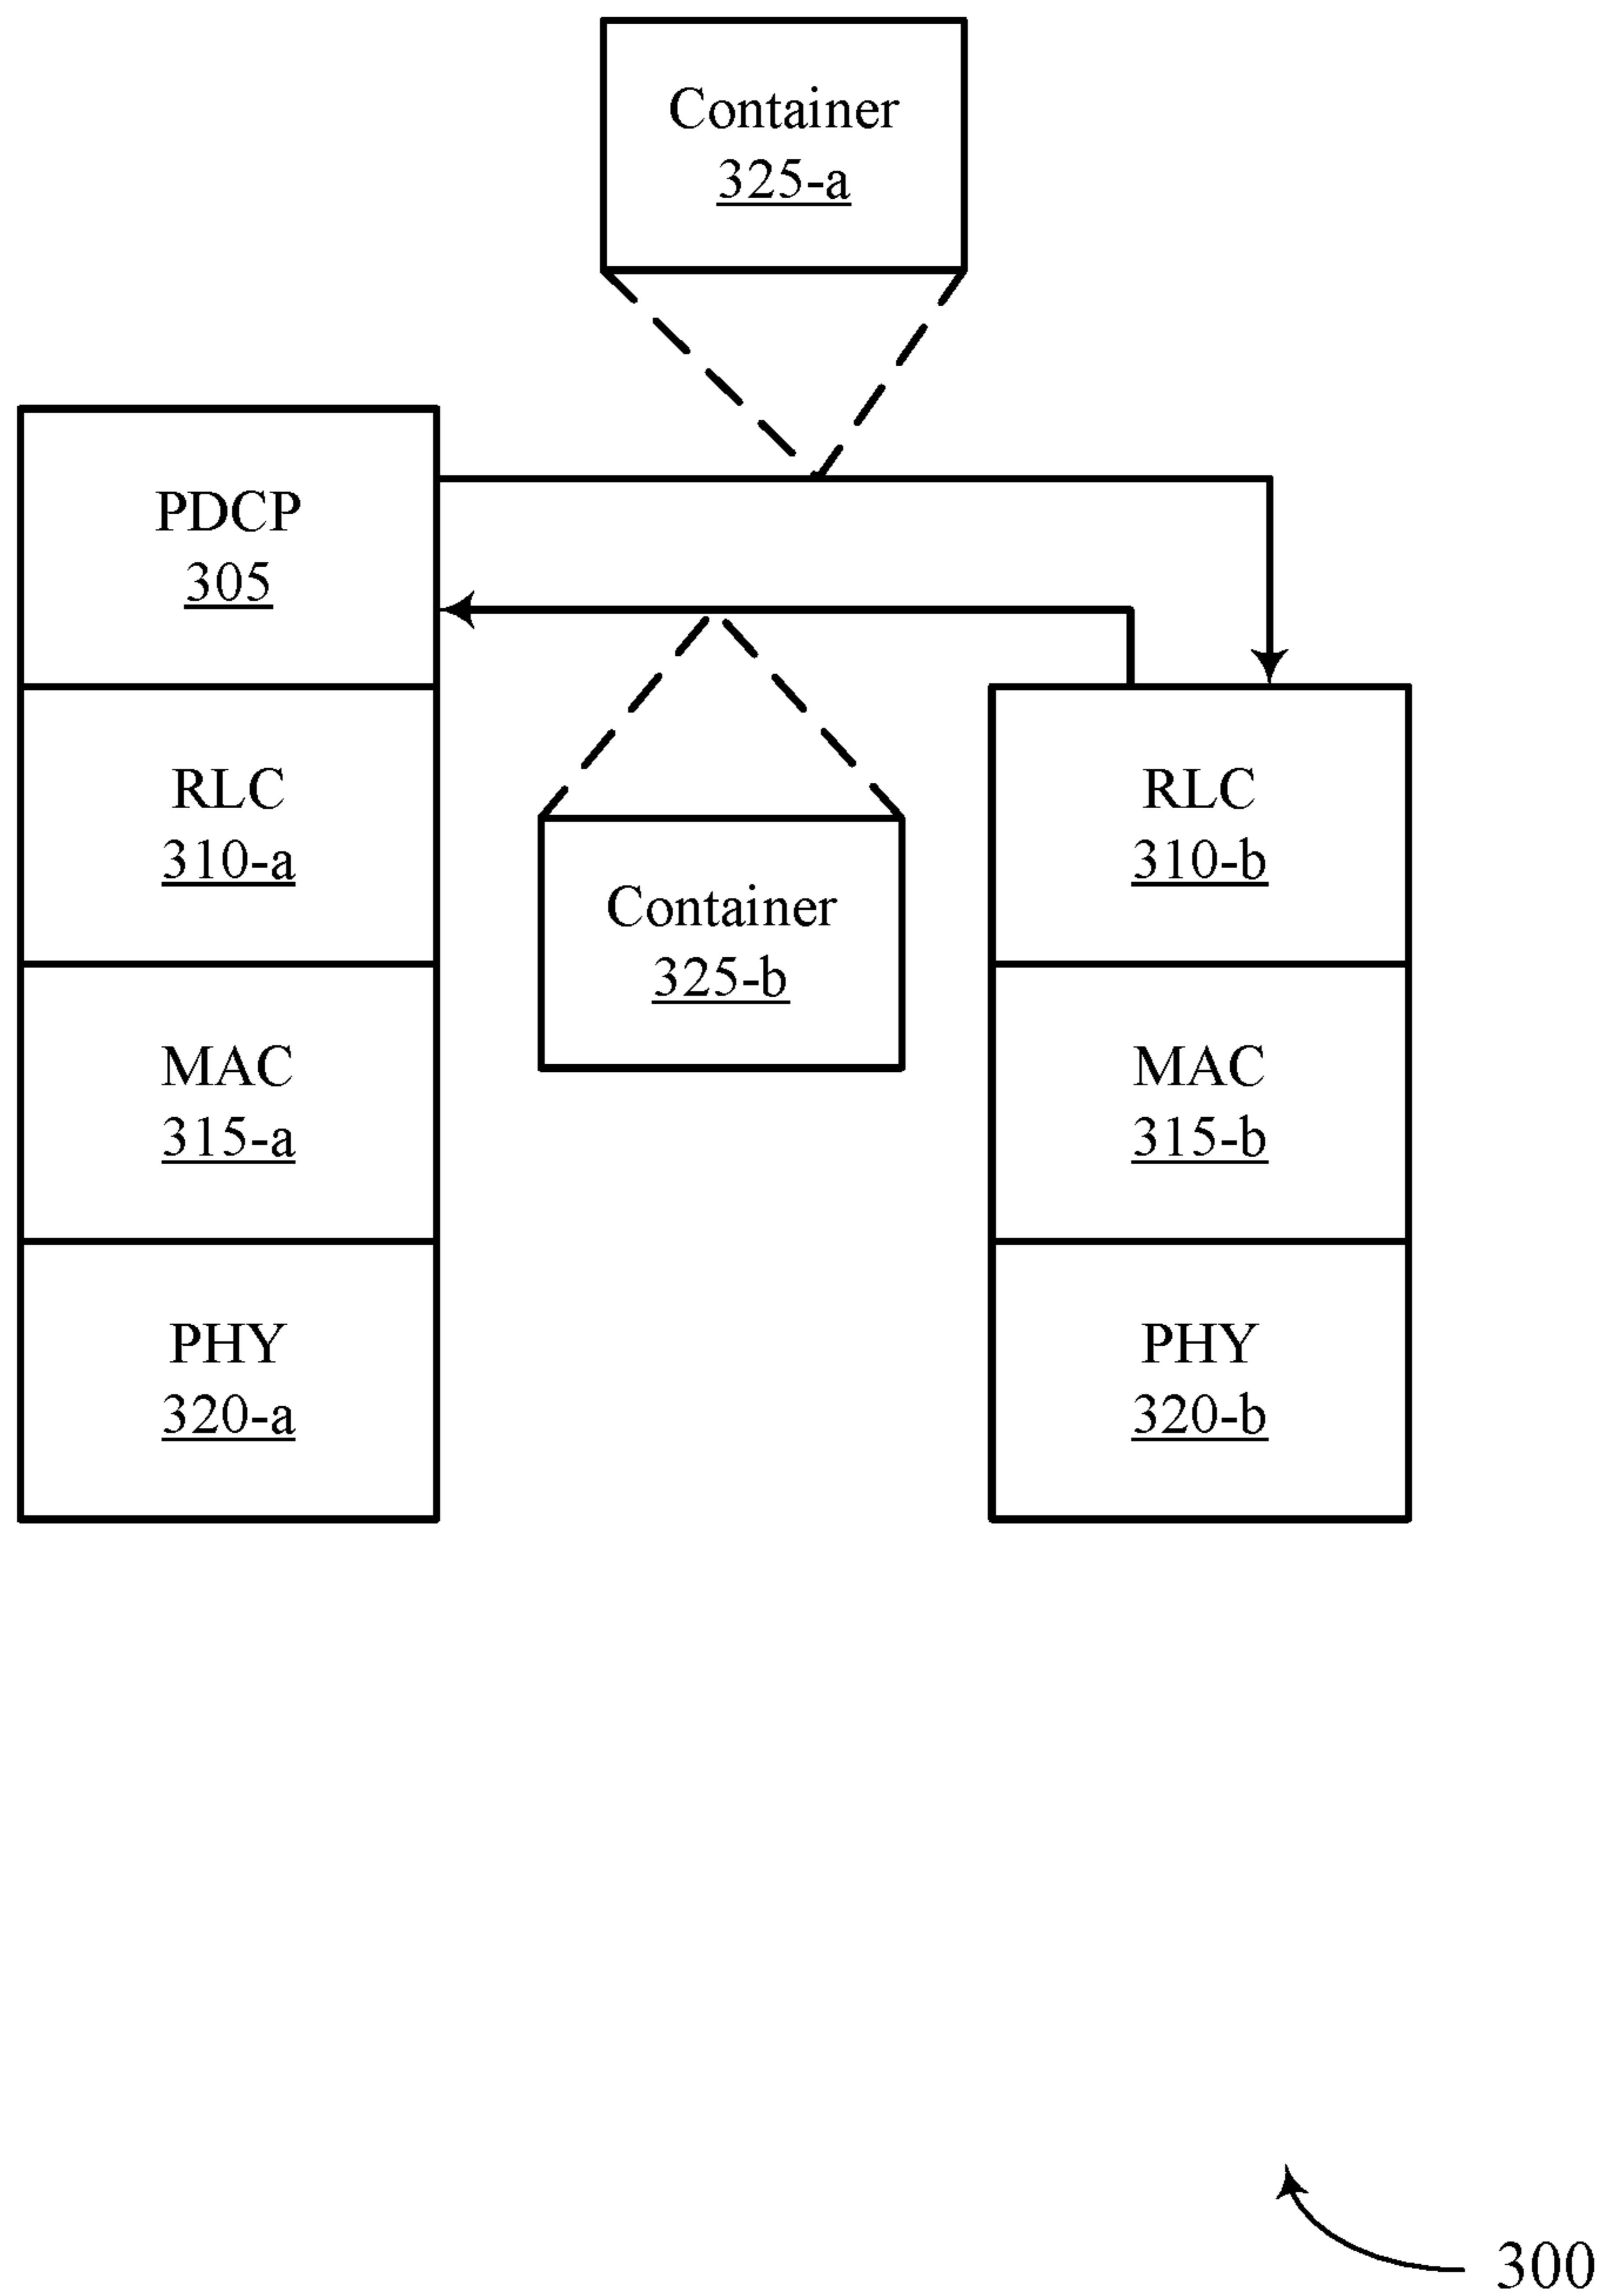 Container
325-a
PDCP
305
RLC
310-a
RLC
310-b
Container
325-b
MAC
315-a
MAC
315-b
PHY
320-a
PHY
320-b
300